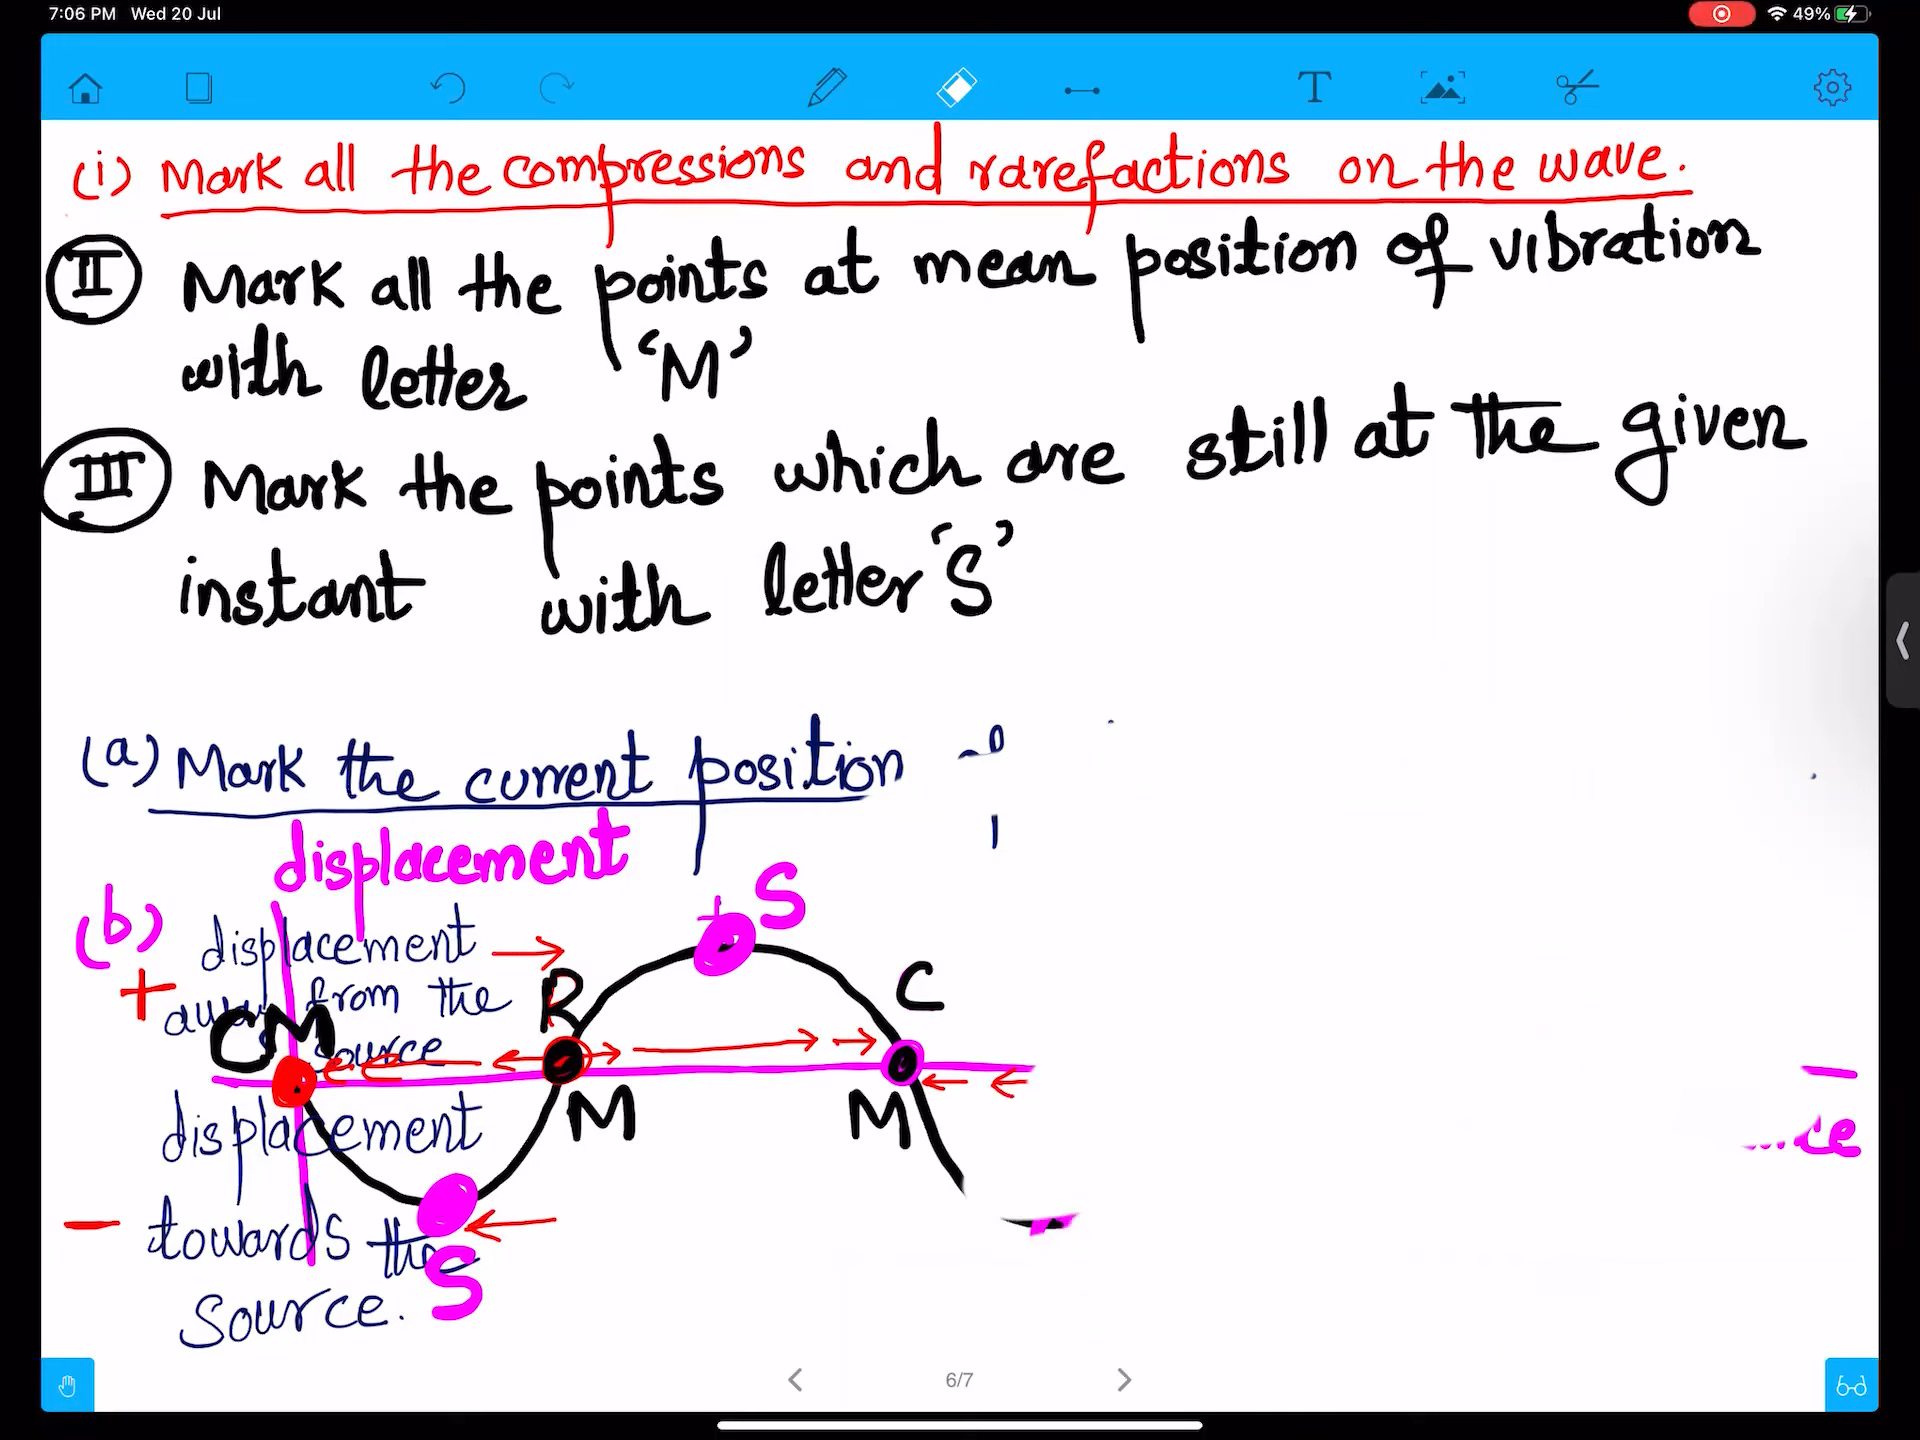 7:06 PM Wed 20 Jul
49%
T
(i) Mark all the compressions and rarefactions on the wave.
II Mark all the points at mean position of vibration
with letter 'M'
III Mark the points which are still at the given
instant with letter 'S'
(a) Mark the current position
displacement
(b) displacement
+ away from the
source
S
R
C
C M
M
M
displacement
- towards the
S
source.
6/7